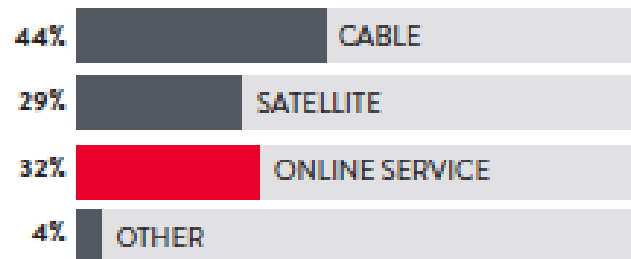 44% CABLE
29% SATELLITE
32% ONLINE SERVICE
4% OTHER